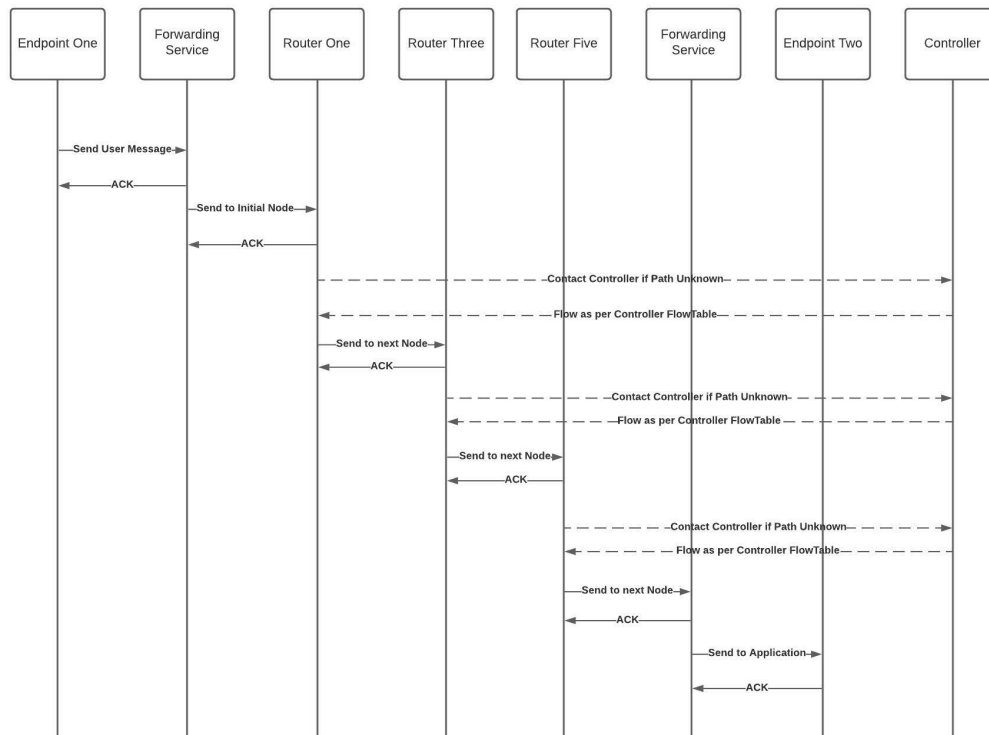 Endpoint One
Forwarding
Service
Router One
Router Three
Router Five
Forwarding
Service
Endpoint Two
Controller
Send User Message
ACK
Send to Initial Node
ACK
Contact Controller if Path Unknown
Flow as per Controller FlowTable
Send to next Node
ACK
Contact Controller if Path Unknown
Flow as per Controller FlowTable
Send to next Node
ACK
Contact Controller if Path Unknown
Flow as per Controller FlowTable
Send to next Node
ACK
Send to Application
ACK